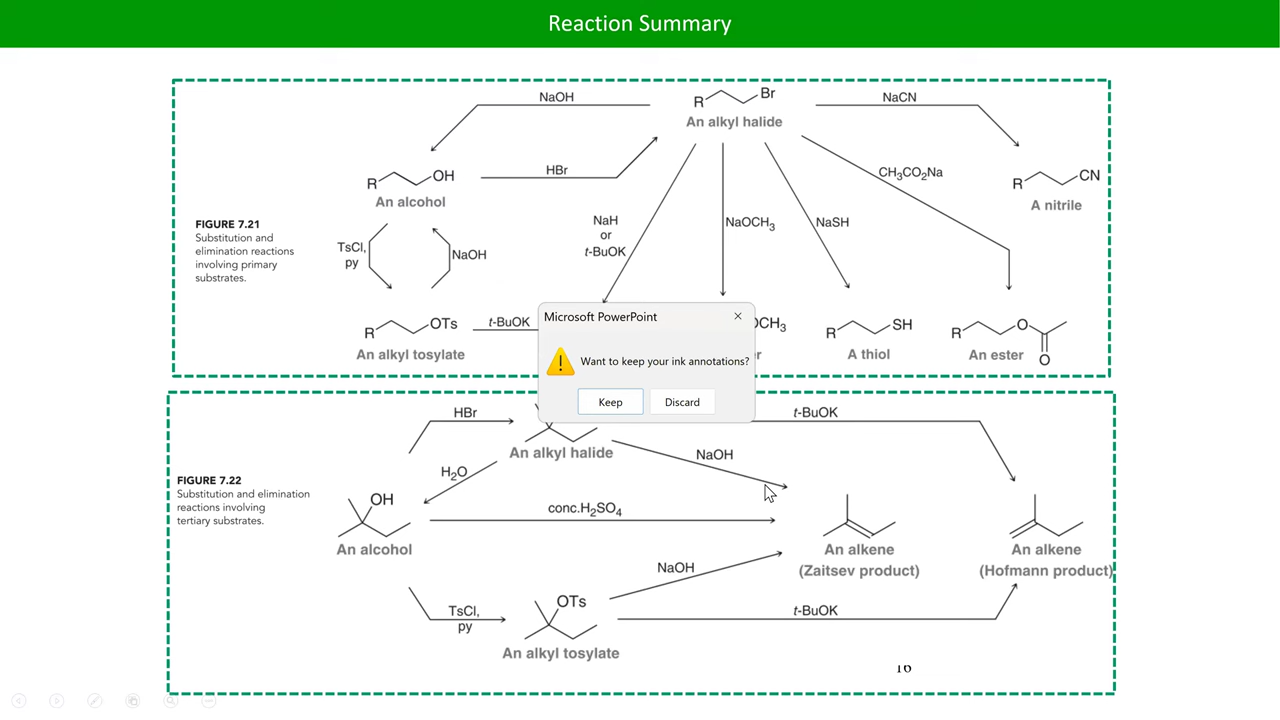 Reaction Summary
NaOH
R
Br
NaCN
An alkyl halide
R
OH
An alcohol
HBr
CH₃CO₂Na
R
CN
A nitrile
FIGURE 7.21
Substitution and
elimination reactions
involving primary
substrates.
TsCl,
py
NaOH
NaH
or
t-BuOK
NaOCH₃
NaSH
R
OTs
An alkyl tosylate
t-BuOK
OCH₃
R
SH
A thiol
R
O
O
An ester
Microsoft PowerPoint
Want to keep your ink annotations?
Keep
Discard
HBr
An alkyl halide
t-BuOK
NaOH
H₂O
FIGURE 7.22
Substitution and elimination
reactions involving
tertiary substrates.
OH
An alcohol
conc.H₂SO₄
An alkene
(Zaitsev product)
An alkene
(Hofmann product)
NaOH
TsCl,
py
OTs
An alkyl tosylate
t-BuOK
16